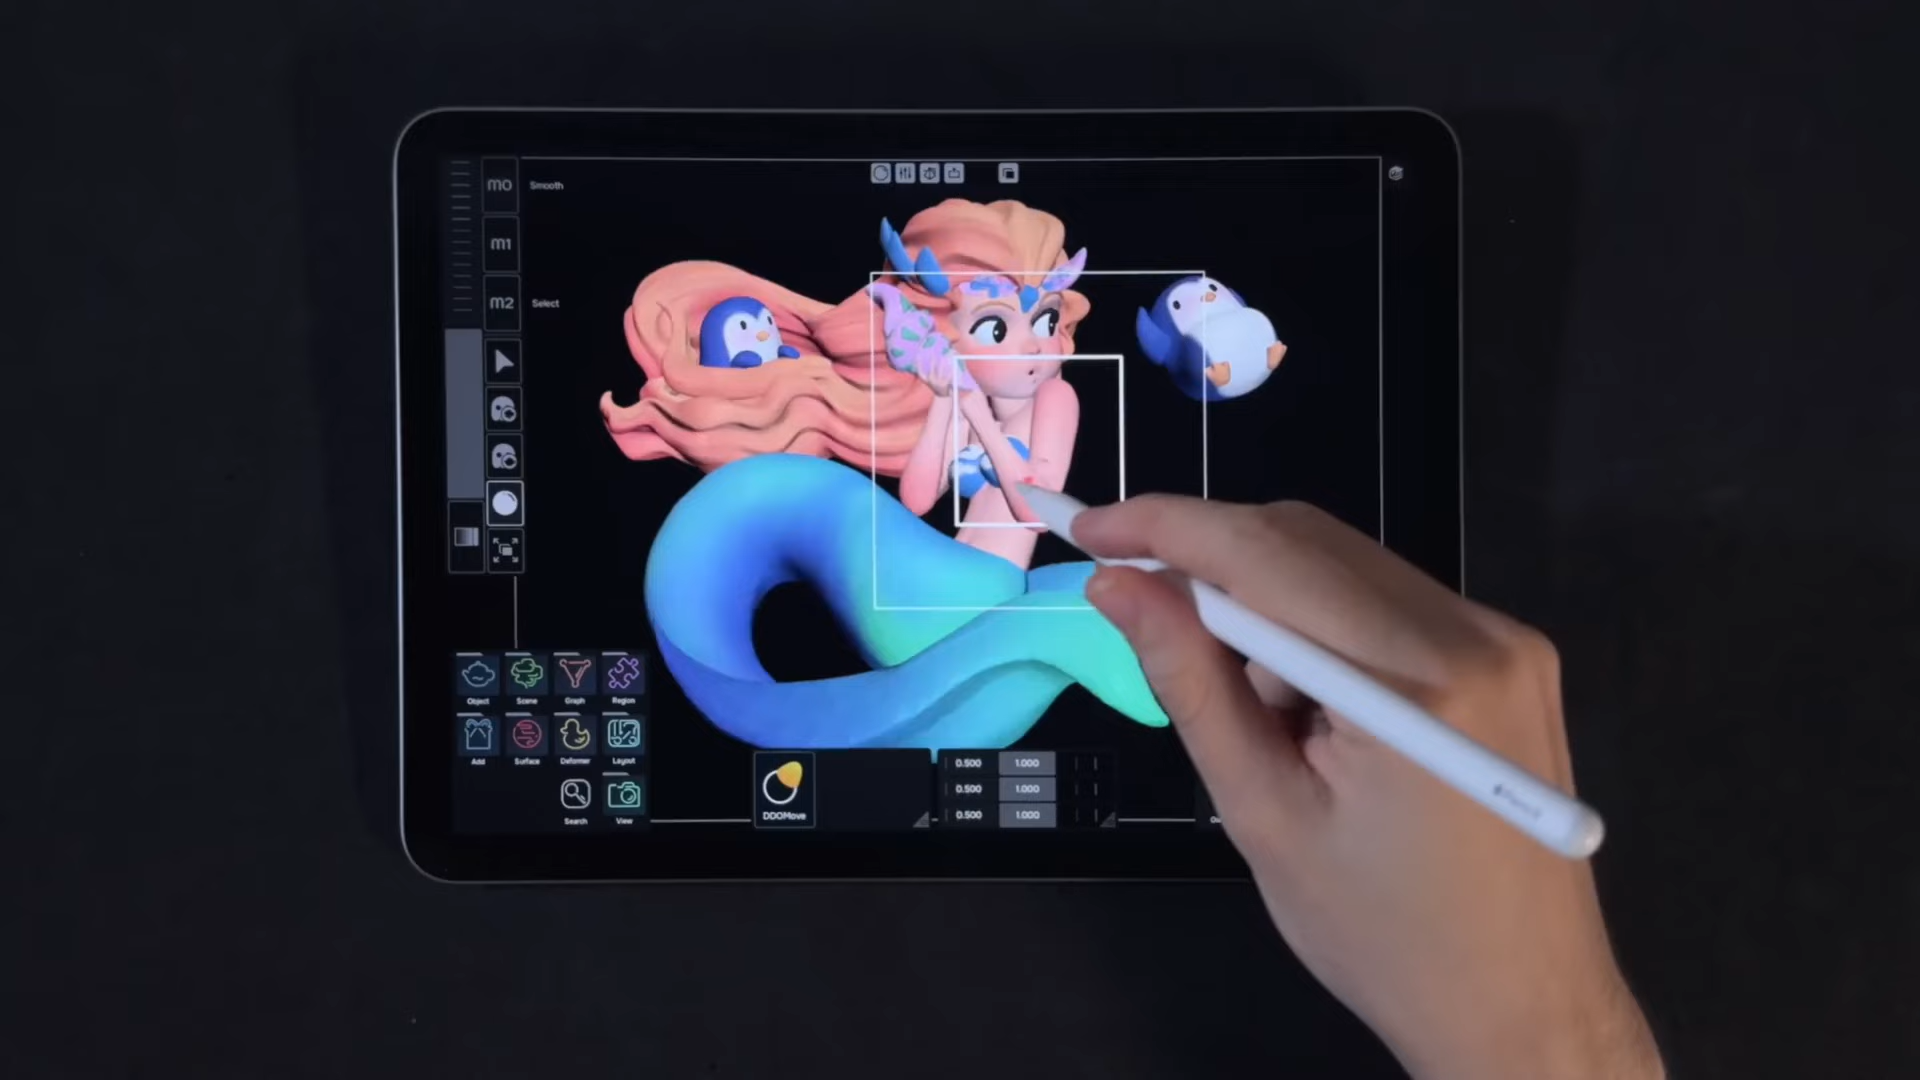 m0
Smooth
m1
m2
Select
Object
Scene
Graph
Region
Add
Surface
Deformer
Layout
Search
View
DDOMove
0.500
1.000
0.500
1.000
0.500
1.000